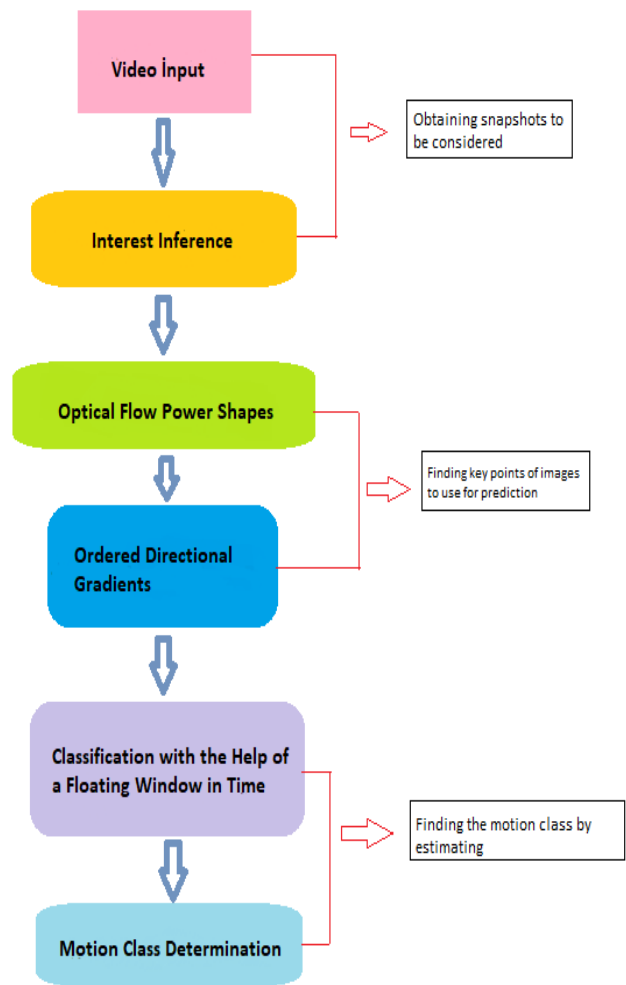 Video İnput
Obtaining snapshots to
be considered
Interest Inference
Optical Flow Power Shapes
Finding key points of images
to use for prediction
Ordered Directional
Gradients
Classification with the Help of
a Floating Window in Time
Finding the motion class by
estimating
Motion Class Determination